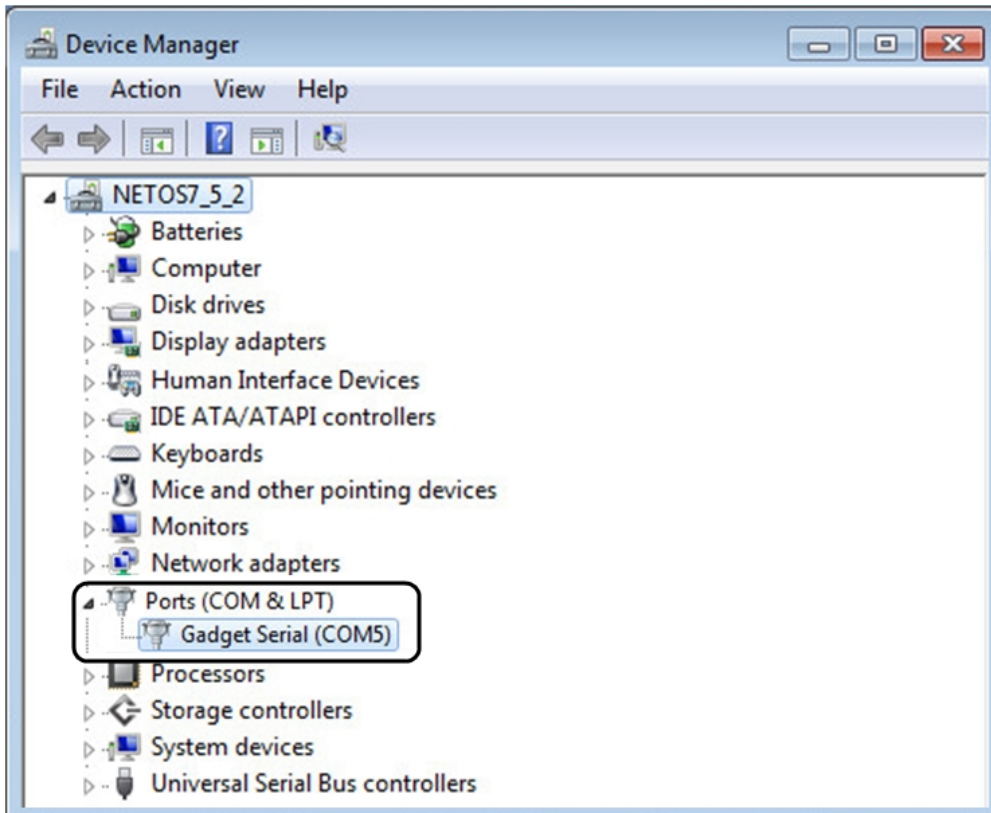 Device Manager
File Action View Help
NETOS7_5_2
Batteries
Computer
Disk drives
Display adapters
Human Interface Devices
IDE ATA/ATAPI controllers
Keyboards
Mice and other pointing devices
Monitors
Network adapters
Ports (COM & LPT)
Gadget Serial (COM5)
Processors
Storage controllers
System devices
Universal Serial Bus controllers